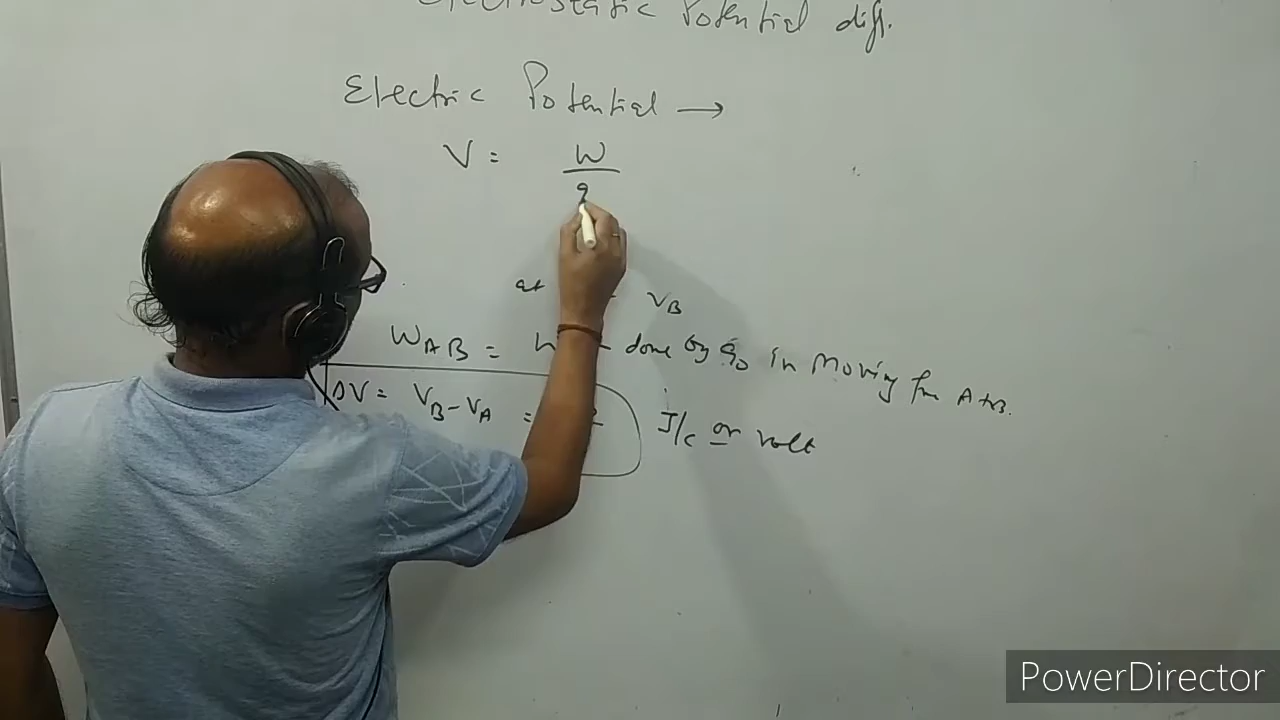 Electrostatic Potential diff.
Electric Potential →
V = W
q
at VB
WAB = done by q0 in moving from A to B.
ΔV = VB-VA =
J/C or volt
PowerDirector